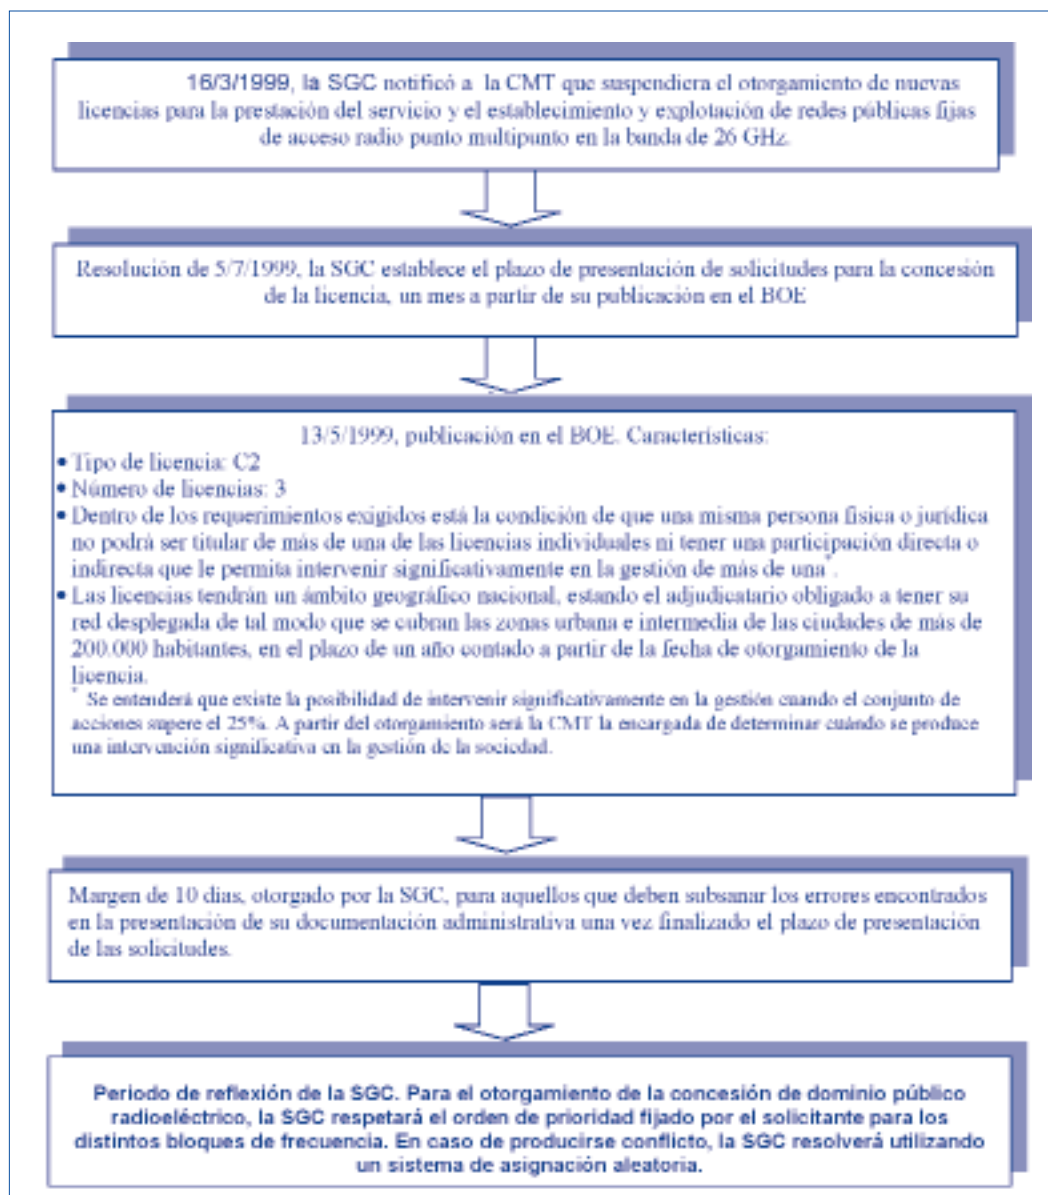 16/3/1999, la SGC notificó a la CMT que suspendiera el otorgamiento de nuevas
licencias para la prestación del servicio y el establecimiento y explotación de redes públicas fijas
de acceso radio punto multipunto en la banda de 26 GHz.
Resolución de 5/7/1999, la SGC establece el plazo de presentación de solicitudes para la concesión
de la licencia, un mes a partir de su publicación en el BOE
13/5/1999, publicación en el BOE. Características:
• Tipo de licencia: C2
• Número de licencias: 3
• Dentro de los requerimientos exigidos está la condición de que una misma persona física o jurídica
no podrá ser titular de más de una de las licencias individuales ni tener una participación directa o
indirecta que le permita intervenir significativamente en la gestión de más de una*.
• Las licencias tendrán un ámbito geográfico nacional, estando el adjudicatario obligado a tener su
red desplegada de tal modo que se cubran las zonas urbana e intermedia de las ciudades de más de
200.000 habitantes, en el plazo de un año contado a partir de la fecha de otorgamiento de la
licencia.
* Se entenderá que existe la posibilidad de intervenir significativamente en la gestión cuando el conjunto de
acciones supere el 25%. A partir del otorgamiento será la CMT la encargada de determinar cuándo se produce
una intervención significativa en la gestión de la sociedad.
Margen de 10 dias, otorgado por la SGC, para aquellos que deben subsanar los errores encontrados
en la presentación de su documentación administrativa una vez finalizado el plazo de presentación
de las solicitudes.
Periodo de reflexión de la SGC. Para el otorgamiento de la concesión de dominio público
radioeléctrico, la SGC respetará el orden de prioridad fijado por el solicitante para los
distintos bloques de frecuencia. En caso de producirse conflicto, la SGC resolverá utilizando
un sistema de asignación aleatoria.